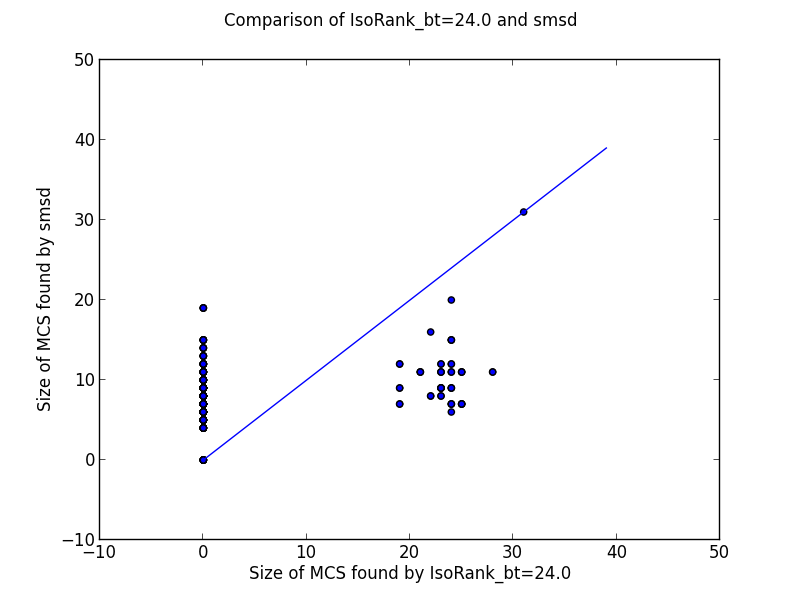 Comparison of IsoRank_bt=24.0 and smsd
50
40
30
20
10
0
−10
Size of MCS found by smsd
−10 0 10 20 30 40 50
Size of MCS found by IsoRank_bt=24.0